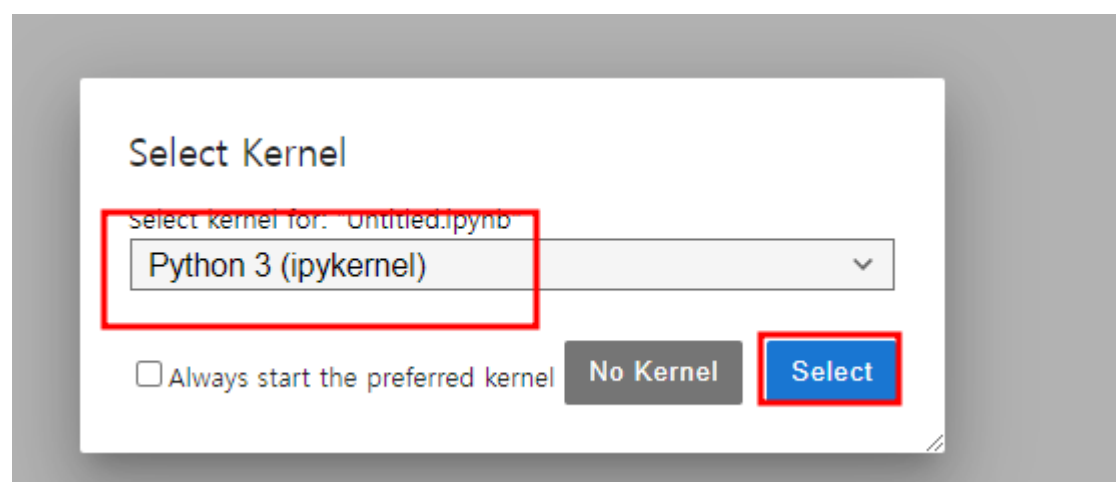 Select Kernel
Select kernel for: "Untitled.ipynb"
Python 3 (ipykernel)
Always start the preferred kernel No Kernel Select